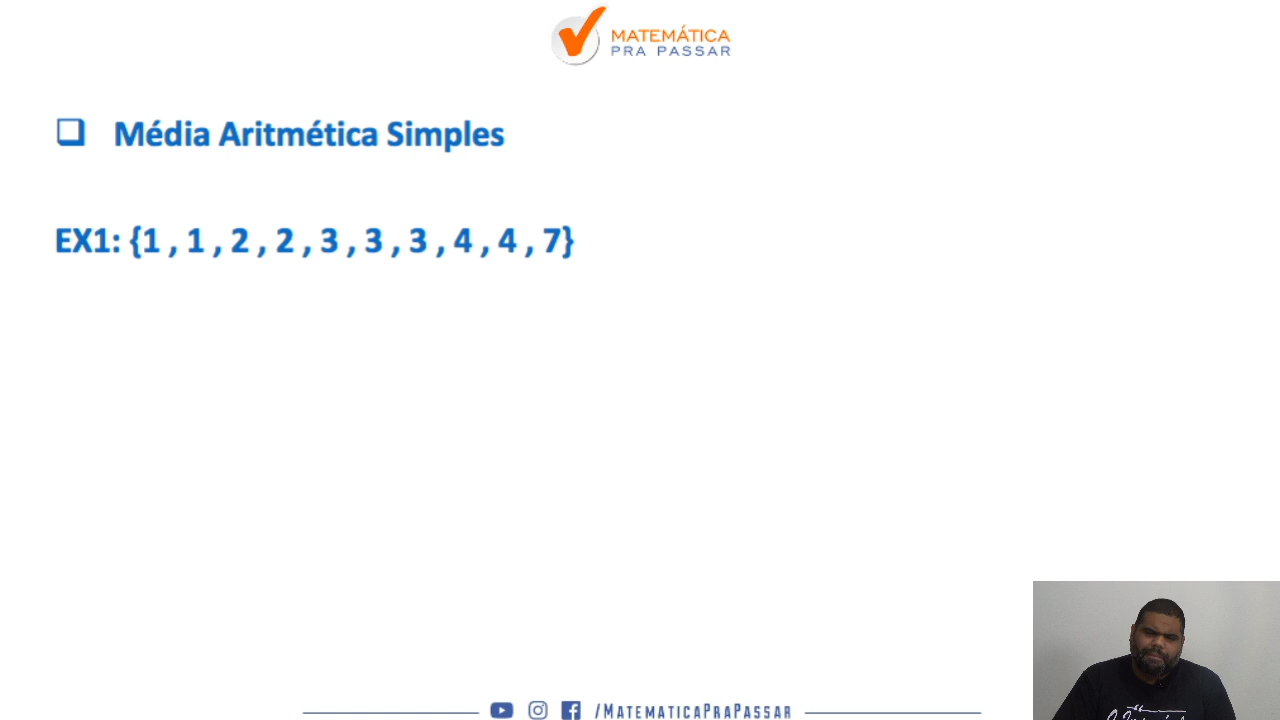 MATEMÁTICA
PRA PASSAR
Média Aritmética Simples
EX1: {1 , 1 , 2 , 2 , 3 , 3 , 3 , 4 , 4 , 7}
/MATEMATICAPRAPASSAR